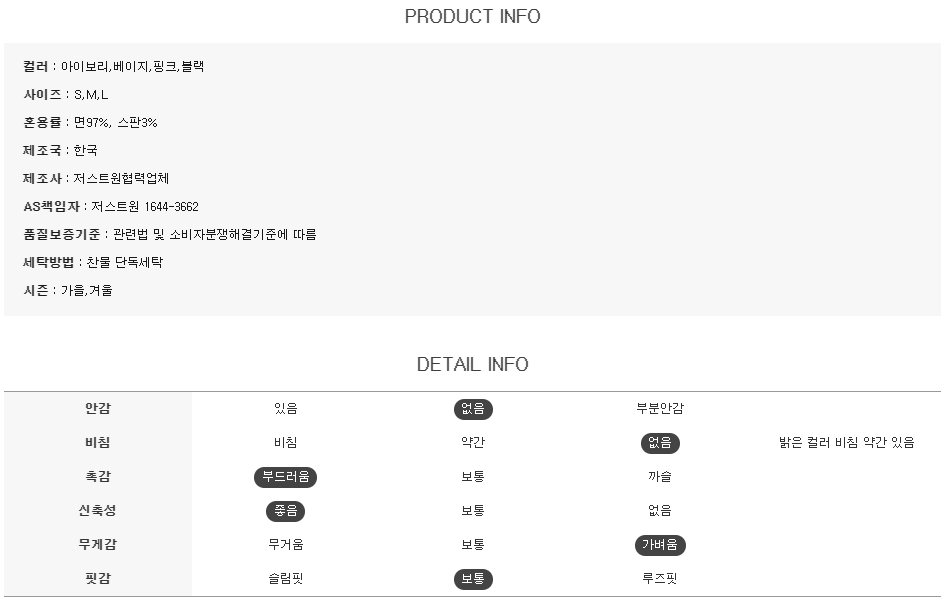 PRODUCT INFO
컬러 : 아이보리,베이지,핑크,블랙
사이즈 : S,M,L
혼용률 : 면97%, 스판3%
제조국 : 한국
제조사 : 저스트원협력업체
AS책임자 : 저스트원 1644-3662
품질보증기준 : 관련법 및 소비자분쟁해결기준에 따름
세탁방법 : 찬물 단독세탁
시즌 : 가을,겨울
DETAIL INFO
안감 있음 없음 부분안감
비침 비침 약간 없음 밝은 컬러 비침 약간 있음
촉감 부드러움 보통 까슬
신축성 좋음 보통 없음
무게감 무거움 보통 가벼움
핏감 슬림핏 보통 루즈핏